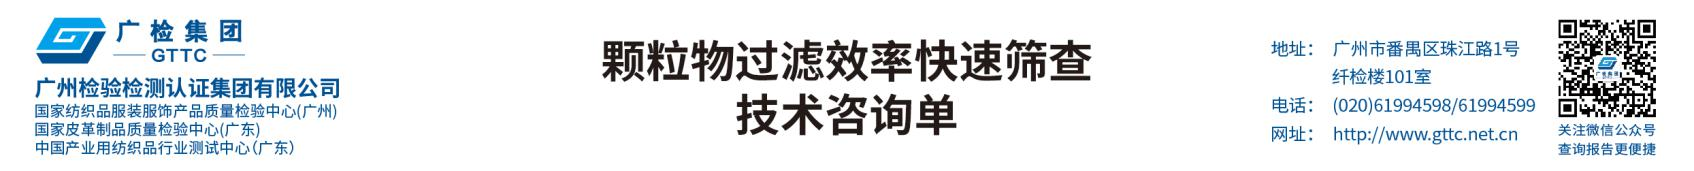 广检集团
GTTC
广州检验检测认证集团有限公司
国家纺织品服装服饰产品质量检验中心(广州)
国家皮革制品质量检验中心(广东)
中国产业用纺织品行业测试中心(广东)
颗粒物过滤效率快速筛查
技术咨询单
地址： 广州市番禺区珠江路1号
纤检楼101室
电话： (020)61994598/61994599
网址： http://www.gttc.net.cn
关注微信公众号
查询报告更便捷